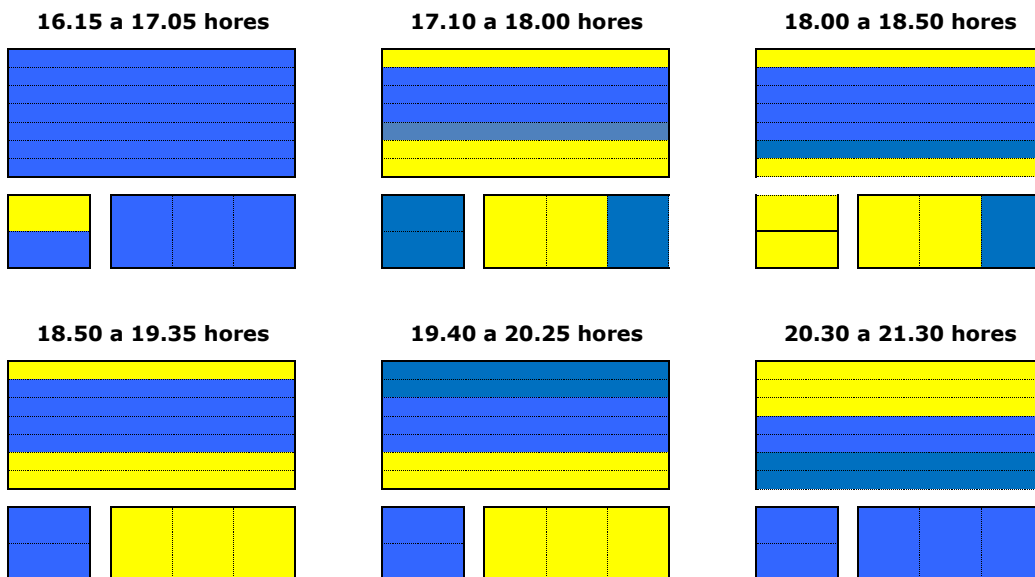 16.15 a 17.05 hores
17.10 a 18.00 hores
18.00 a 18.50 hores
18.50 a 19.35 hores
19.40 a 20.25 hores
20.30 a 21.30 hores